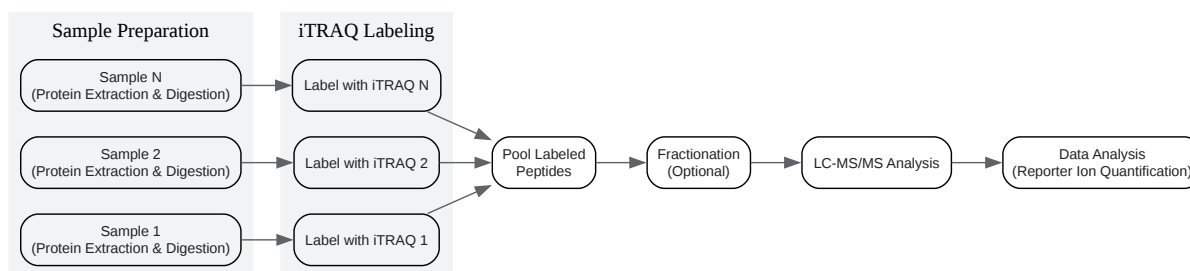 Sample Preparation
iTRAQ Labeling
Sample N
(Protein Extraction & Digestion)
Label with iTRAQ N
Sample 2
(Protein Extraction & Digestion)
Label with iTRAQ 2
Pool Labeled
Peptides
Fractionation
(Optional)
LC-MS/MS Analysis
Data Analysis
(Reporter Ion Quantification)
Sample 1
(Protein Extraction & Digestion)
Label with iTRAQ 1